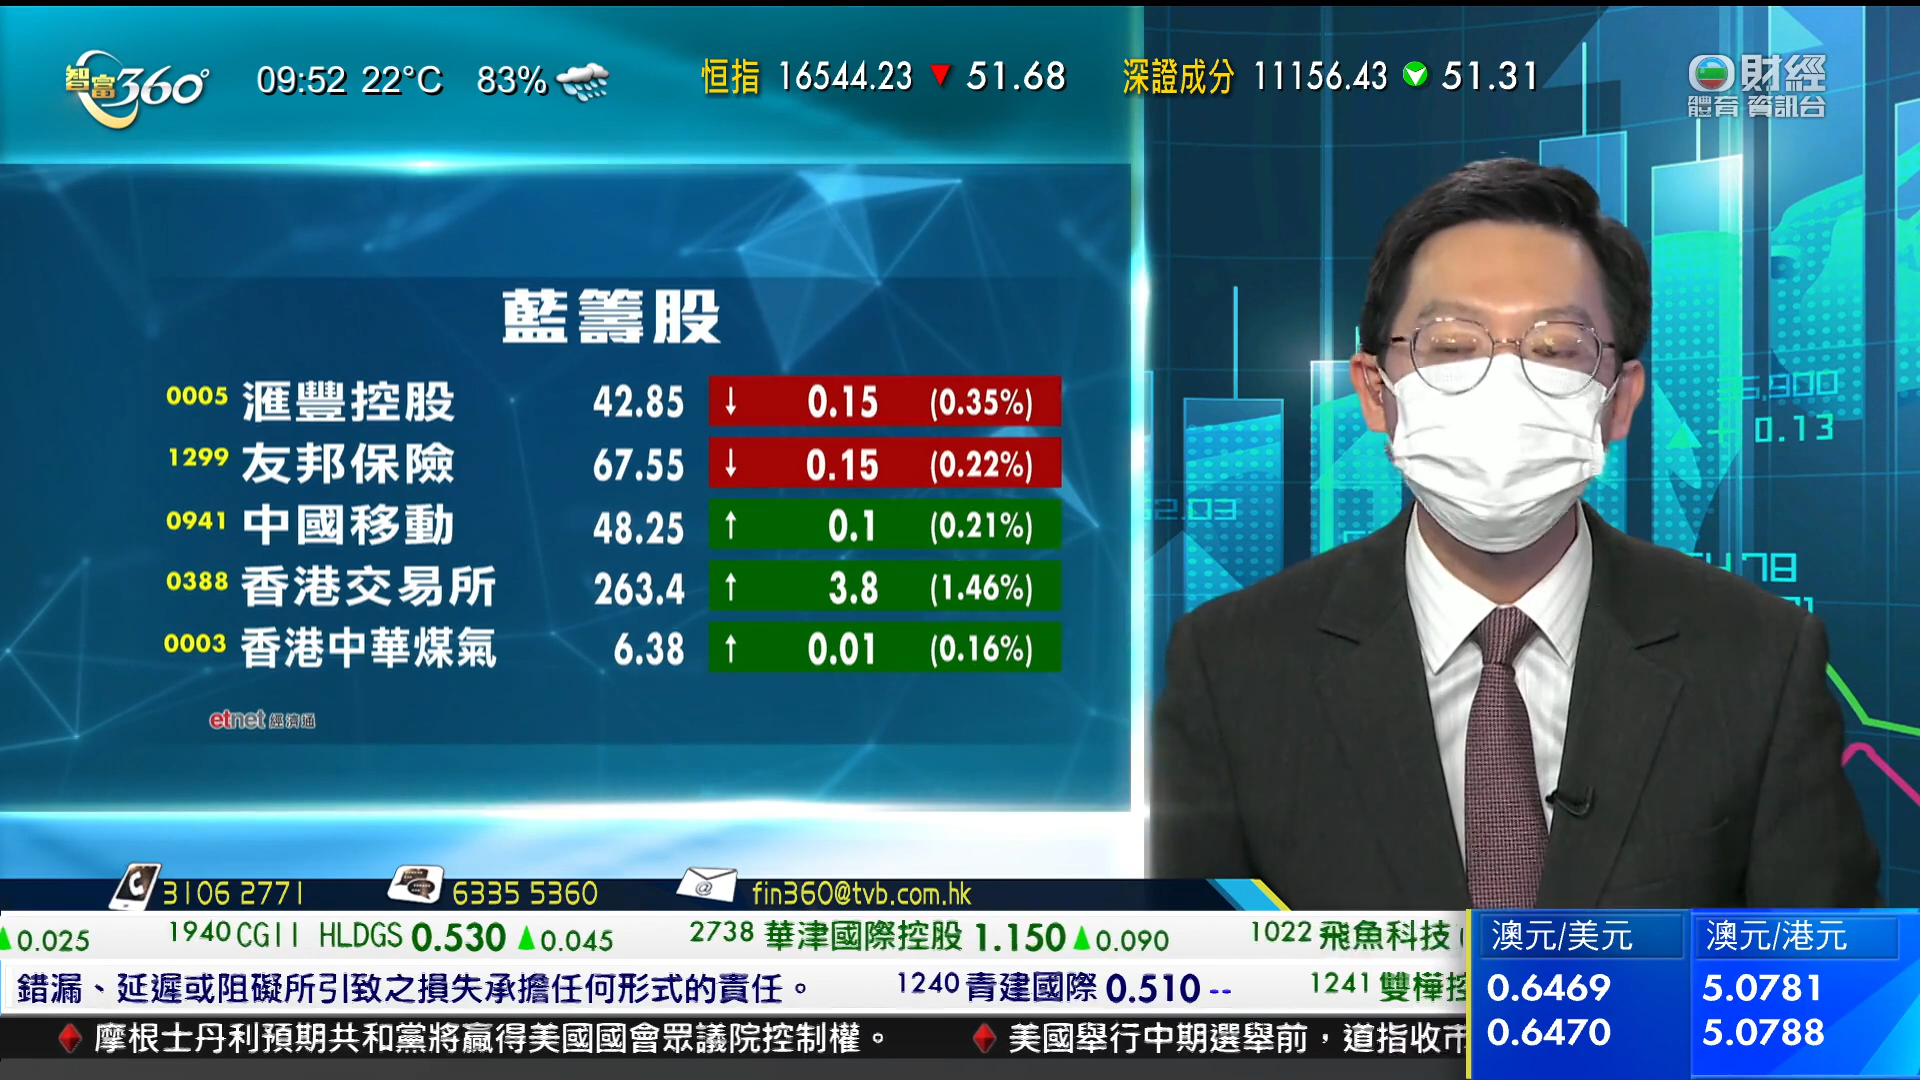 智富360°
09:52 22°C 83%
恒指 16544.23 ▼ 51.68
深證成分 11156.43 51.31
財經
體育 資訊台
藍籌股
0005 滙豐控股 42.85 ↓ 0.15 (0.35%)
1299 友邦保險 67.55 ↓ 0.15 (0.22%)
0941 中國移動 48.25 ↑ 0.1 (0.21%)
0388 香港交易所 263.4 ↑ 3.8 (1.46%)
0003 香港中華煤氣 6.38 ↑ 0.01 (0.16%)
etnet 經濟通
0.13
3106 2771 6335 5360 fin360@tvb.com.hk
▲0.025 1940 CGII HLDGS 0.530 ▲0.045 2738 華津國際控股 1.150 ▲0.090 1022 飛魚科技
錯漏、延遲或阻礙所引致之損失承擔任何形式的責任。 1240 青建國際 0.510 -- 1241 雙樺控
摩根士丹利預期共和黨將贏得美國國會眾議院控制權。 美國舉行中期選舉前，道指收市
澳元/美元
0.6469
0.6470
澳元/港元
5.0781
5.0788